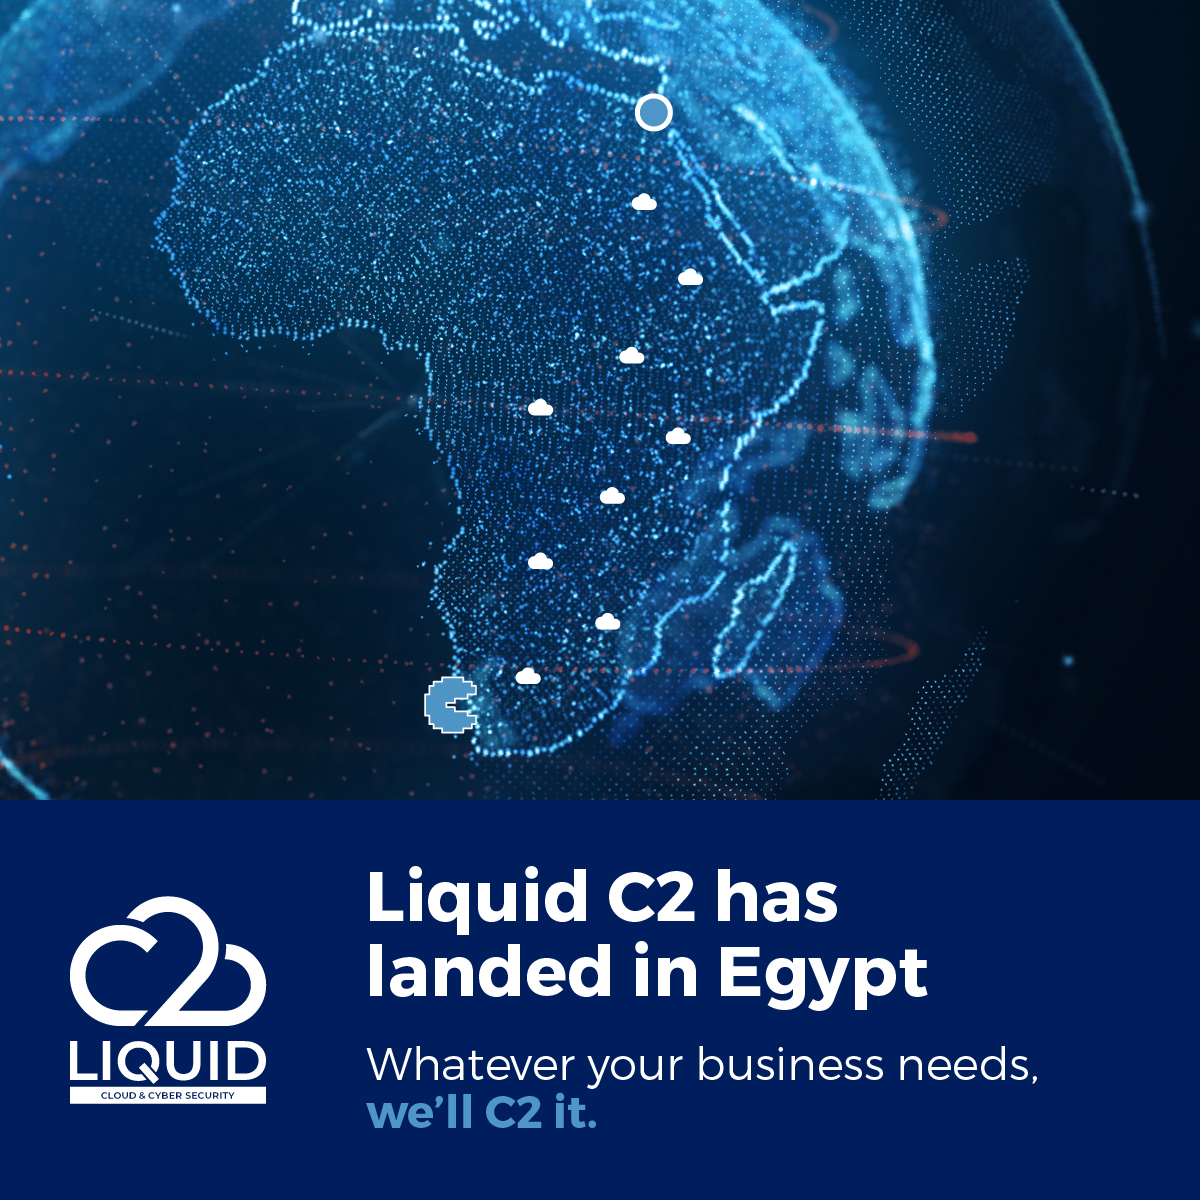 Liquid C2 has
landed in Egypt
Whatever your business needs,
we'll C2 it.
C2
LIQUID
CLOUD & CYBER SECURITY